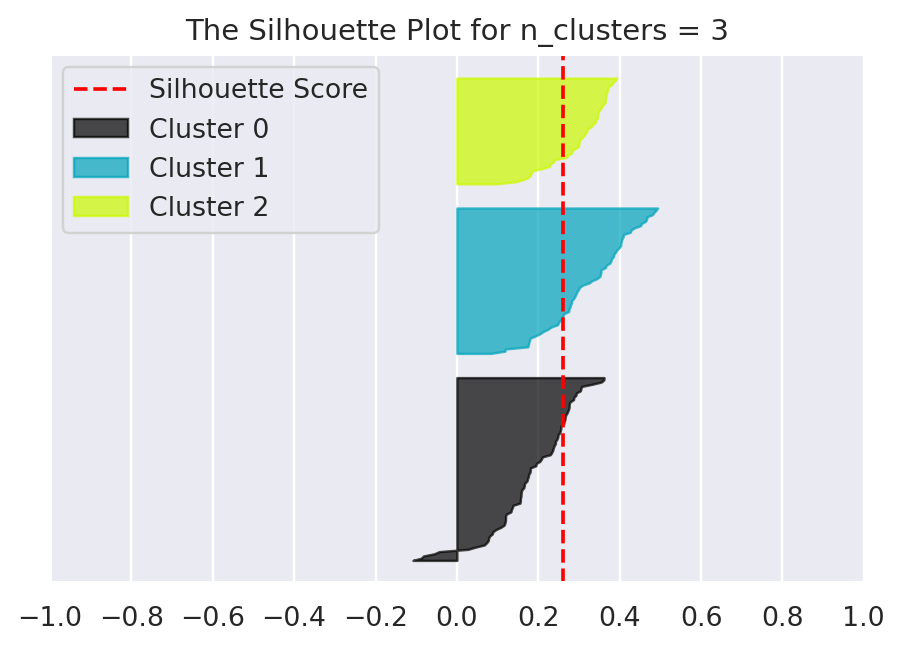 The Silhouette Plot for n_clusters = 3
Silhouette Score
Cluster 0
Cluster 1
Cluster 2
−1.0 −0.8 −0.6 −0.4 −0.2 0.0 0.2 0.4 0.6 0.8 1.0